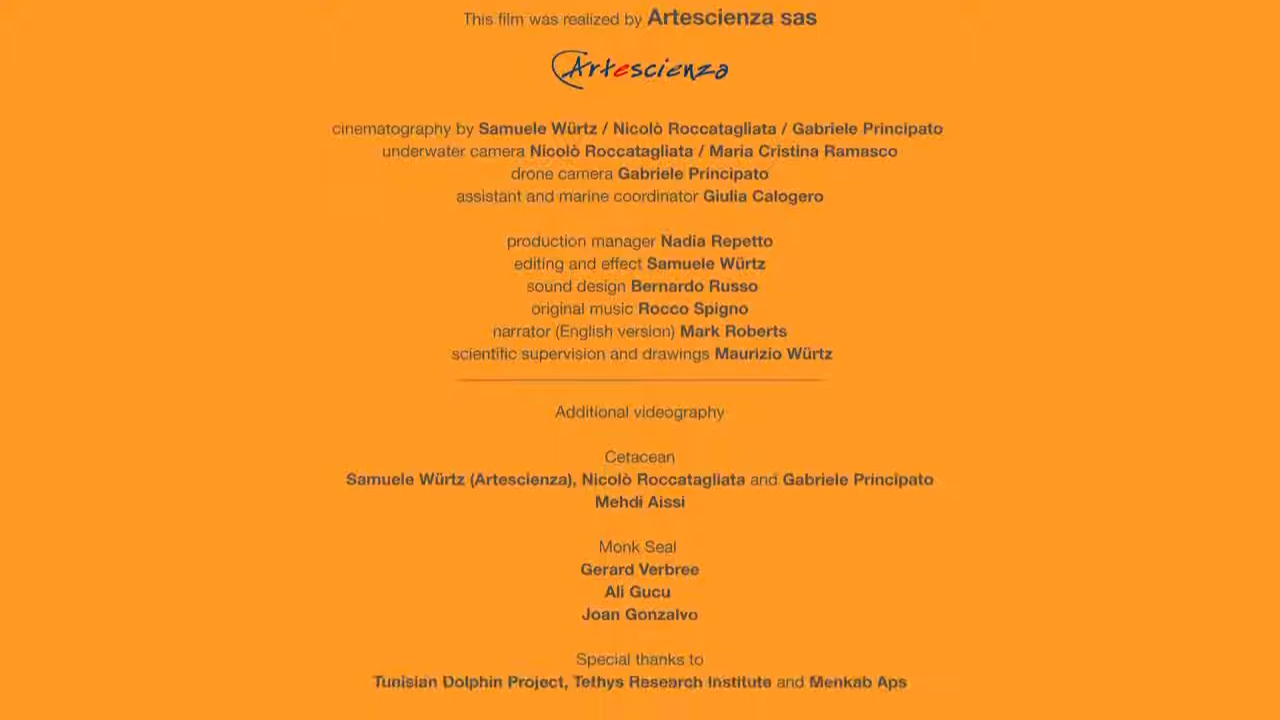 This film was realized by Artescienza sas
Artescienza
cinematography by Samuele Würtz / Nicolò Roccatagliata / Gabriele Principato
underwater camera Nicolò Roccatagliata / Maria Cristina Ramasco
drone camera Gabriele Principato
assistant and marine coordinator Giulia Calogero
production manager Nadia Repetto
editing and effect Samuele Würtz
sound design Bernardo Russo
original music Rocco Spigno
narrator (English version) Mark Roberts
scientific supervision and drawings Maurizio Würtz
Additional videography
Cetacean
Samuele Würtz (Artescienza), Nicolò Roccatagliata and Gabriele Principato
Mehdi Aissi
Monk Seal
Gerard Verbree
Ali Gucu
Joan Gonzalvo
Special thanks to
Tunisian Dolphin Project, Tethys Research Institute and Menkab Aps